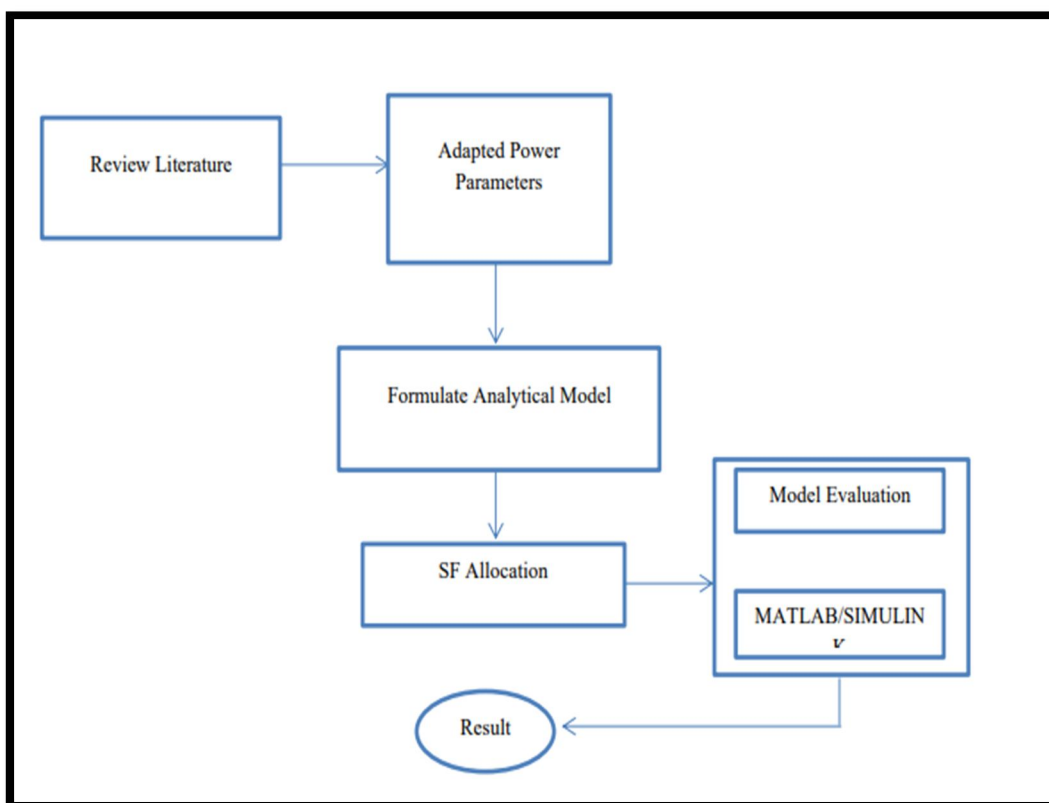 Review Literature
Adapted Power
Parameters
Formulate Analytical Model
SF Allocation
Model Evaluation
MATLAB/SIMULIN
Result